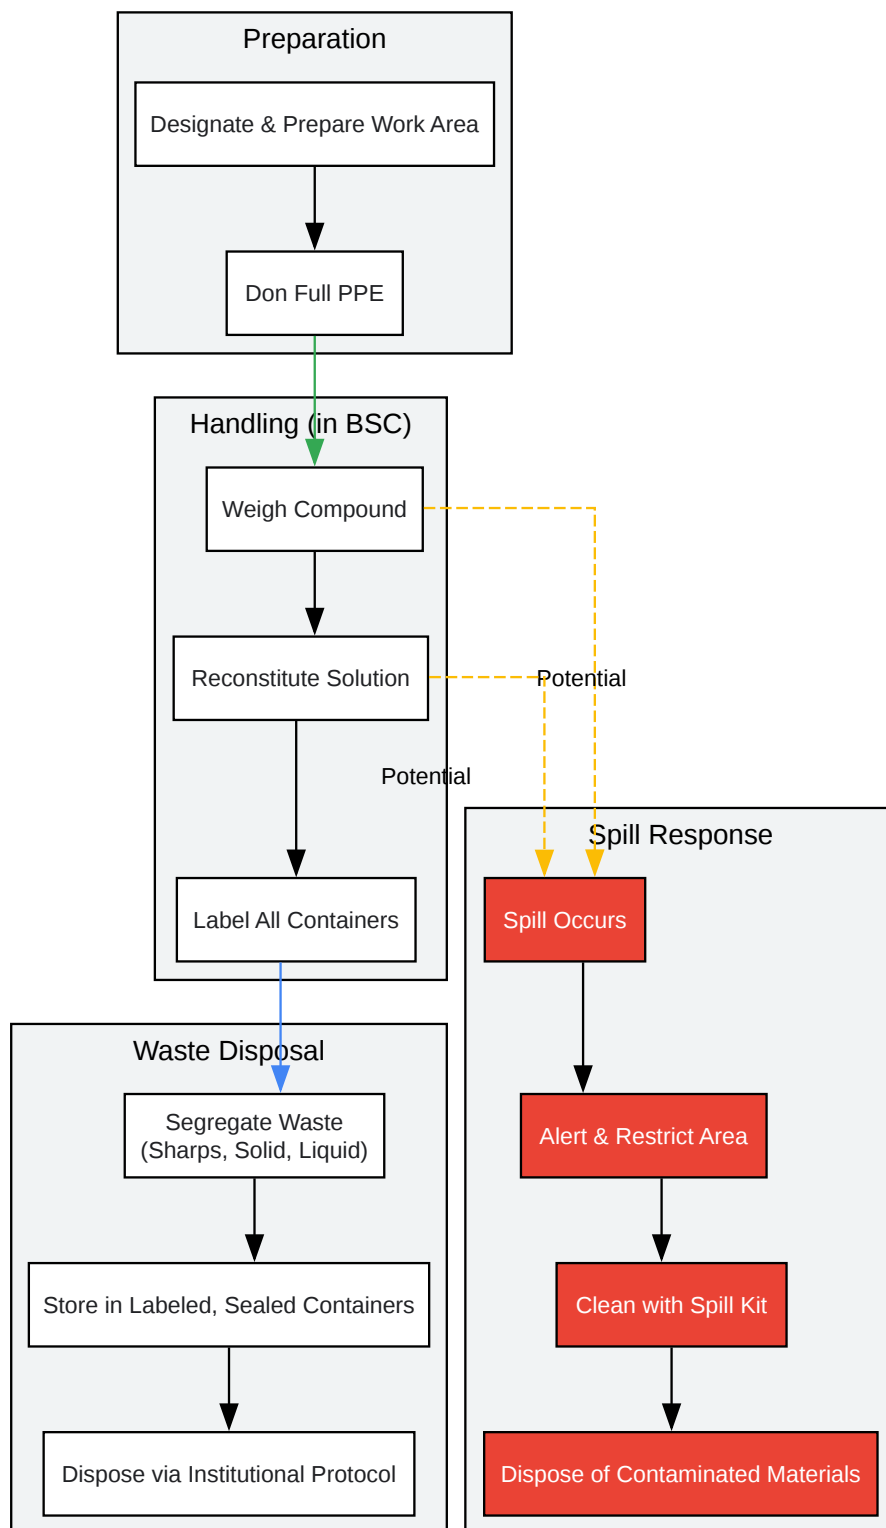 Preparation
Designate & Prepare Work Area
Don Full PPE
Handling (in BSC)
Weigh Compound
Reconstitute Solution
Potential
Potential
Spill Response
Label All Containers
Spill Occurs
Waste Disposal
Segregate Waste
(Sharps, Solid, Liquid)
Alert & Restrict Area
Store in Labeled, Sealed Containers
Clean with Spill Kit
Dispose via Institutional Protocol
Dispose of Contaminated Materials